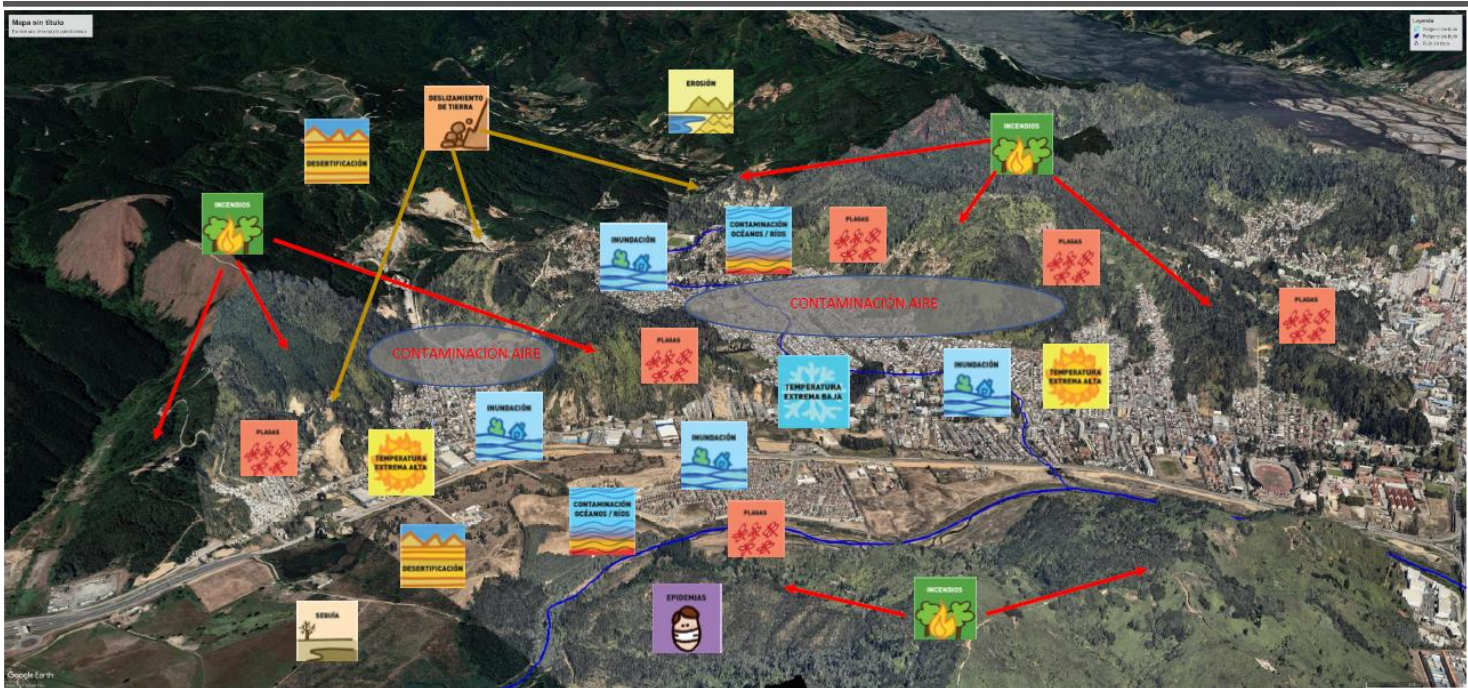 Mapa sin título
Leyenda
EROSIÓN
DESLIZAMIENTO
DE TIERRA
DESERTIFICACIÓN
INCENDIOS
INCENDIOS
INUNDACIÓN
CONTAMINACIÓN
OCÉANOS / RÍOS
PLAGAS
PLAGAS
PLAGAS
CONTAMINACIÓN AIRE
CONTAMINACIÓN AIRE
PLAGAS
TEMPERATURA
EXTREMA BAJA
INUNDACIÓN
TEMPERATURA
EXTREMA ALTA
INUNDACIÓN
PLAGAS
TEMPERATURA
EXTREMA ALTA
INUNDACIÓN
CONTAMINACIÓN
OCÉANOS / RÍOS
PLAGAS
DESERTIFICACIÓN
SEQUÍA
EPIDEMIAS
INCENDIOS
Google Earth